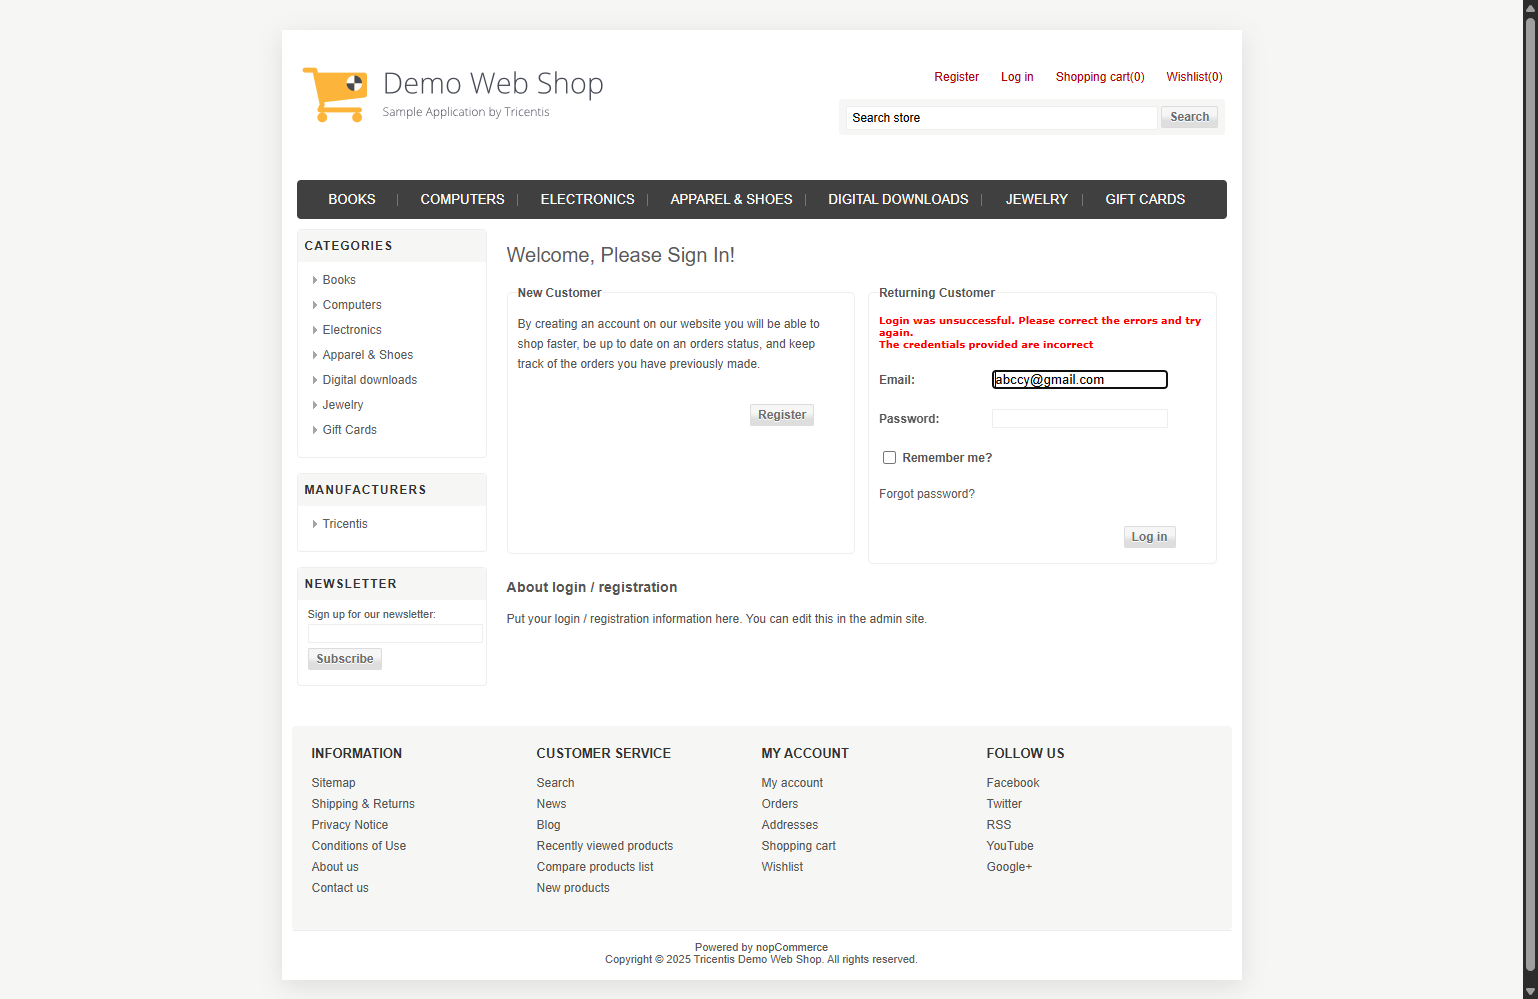 Demo Web Shop
Sample Application by Tricentis
Register Log in Shopping cart(0) Wishlist(0)
Search store Search
BOOKS COMPUTERS ELECTRONICS APPAREL & SHOES DIGITAL DOWNLOADS JEWELRY GIFT CARDS
CATEGORIES
Books
Computers
Electronics
Apparel & Shoes
Digital downloads
Jewelry
Gift Cards
MANUFACTURERS
Tricentis
NEWSLETTER
Sign up for our newsletter:
Subscribe
Welcome, Please Sign In!
New Customer
By creating an account on our website you will be able to
shop faster, be up to date on an orders status, and keep
track of the orders you have previously made.
Register
Returning Customer
Login was unsuccessful. Please correct the errors and try
again.
The credentials provided are incorrect
Email: abccy@gmail.com
Password:
Remember me?
Forgot password?
Log in
About login / registration
Put your login / registration information here. You can edit this in the admin site.
INFORMATION
Sitemap
Shipping & Returns
Privacy Notice
Conditions of Use
About us
Contact us
CUSTOMER SERVICE
Search
News
Blog
Recently viewed products
Compare products list
New products
MY ACCOUNT
My account
Orders
Addresses
Shopping cart
Wishlist
FOLLOW US
Facebook
Twitter
RSS
YouTube
Google+
Powered by nopCommerce
Copyright © 2025 Tricentis Demo Web Shop. All rights reserved.